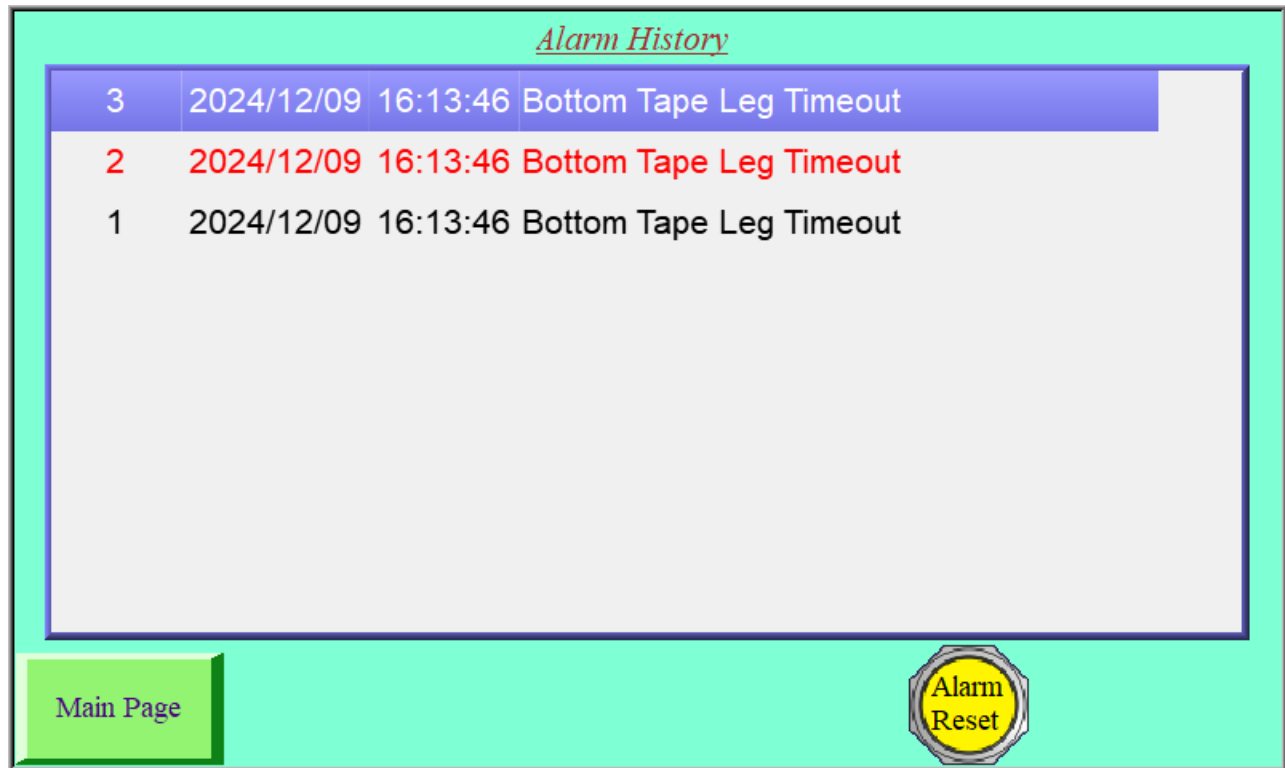 Alarm History
3 2024/12/09 16:13:46 Bottom Tape Leg Timeout
2 2024/12/09 16:13:46 Bottom Tape Leg Timeout
1 2024/12/09 16:13:46 Bottom Tape Leg Timeout
Main Page
Alarm
Reset